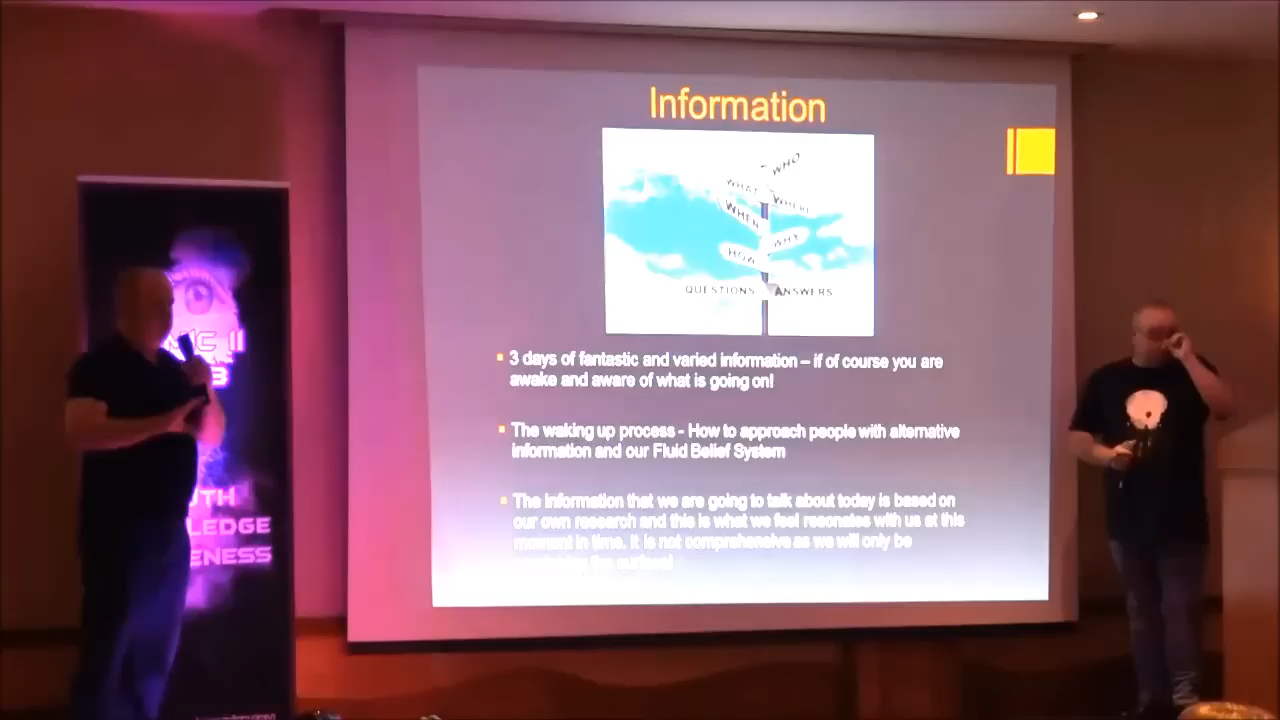 Information
WHO
WHAT
WHERE
WHEN
WHY
HOW
QUESTIONS ANSWERS
3 days of fantastic and varied information – if of course you are
awake and aware of what is going on!
The waking up process - How to approach people with alternative
information and our Fluid Belief System
The information that we are going to talk about today is based on
our own research and this is what we feel resonates with us at this
moment in time. It is not comprehensive as we will only be
II
UTH
LEDGE
ENESS